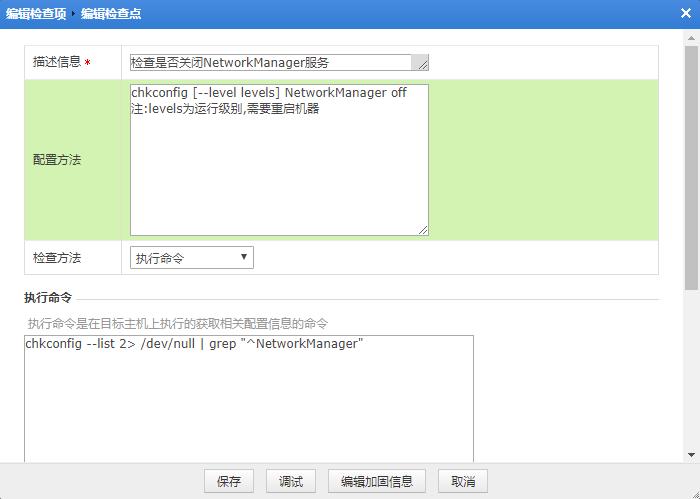 编辑检查项 ▸ 编辑检查点
描述信息 *
检查是否关闭NetworkManager服务
配置方法
chkconfig [--level levels] NetworkManager off
注:levels为运行级别,需要重启机器
检查方法
执行命令
执行命令
执行命令是在目标主机上执行的获取相关配置信息的命令
chkconfig --list 2> /dev/null | grep "^NetworkManager"
保存
调试
编辑加固信息
取消